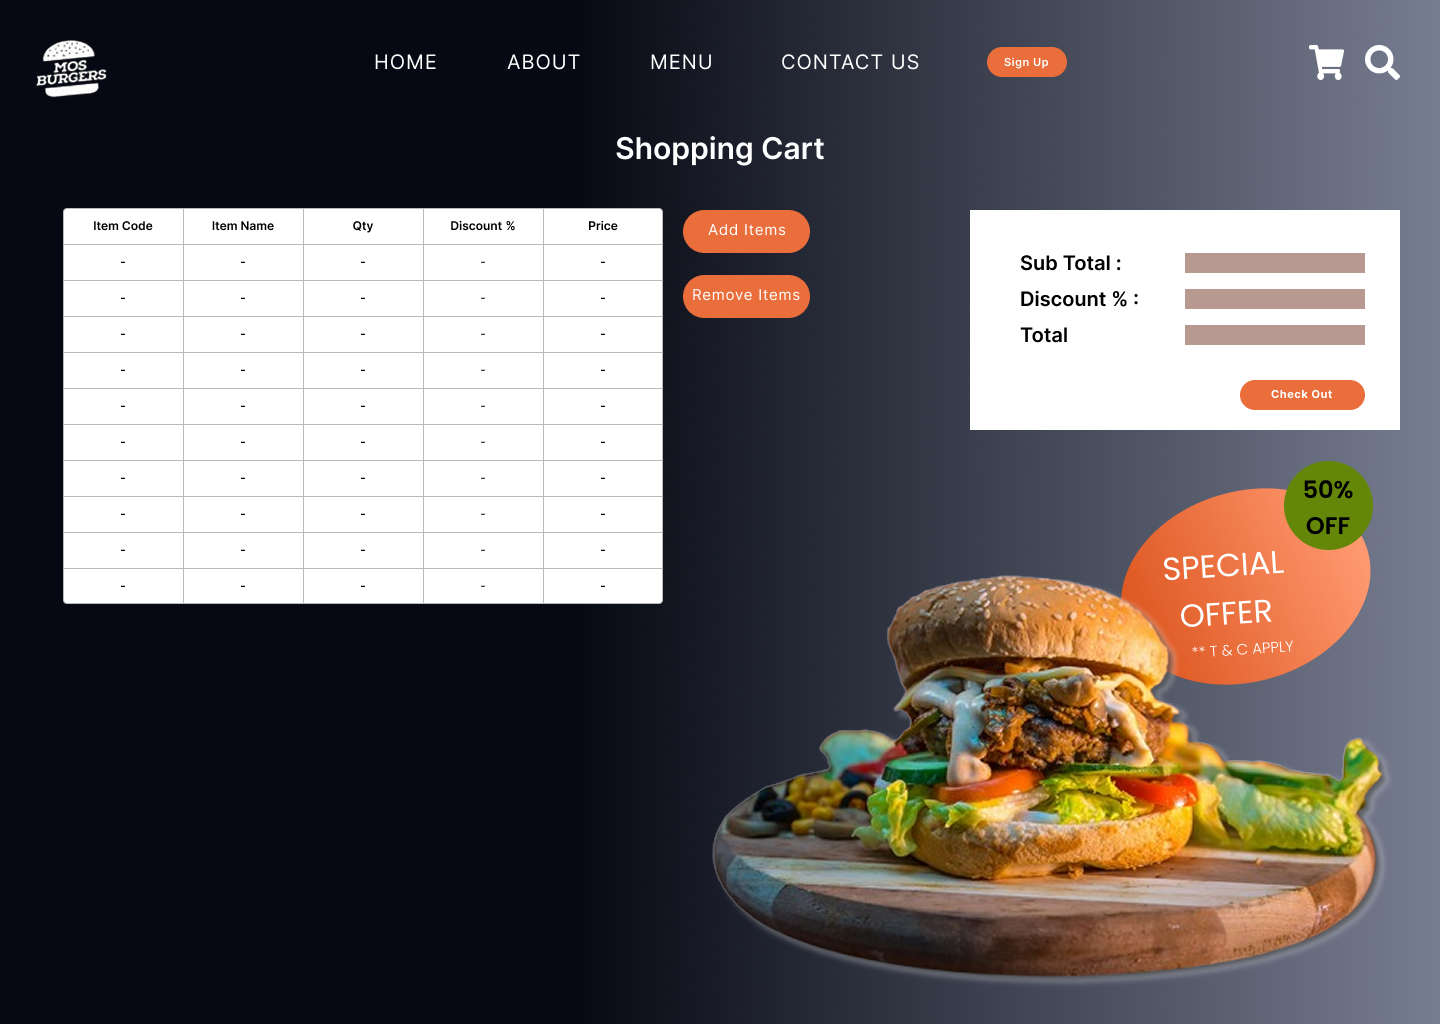 MOS
BURGERS
HOME ABOUT MENU CONTACT US Sign Up
Shopping Cart
Item Code Item Name Qty Discount % Price
- - - - -
- - - - -
- - - - -
- - - - -
- - - - -
- - - - -
- - - - -
- - - - -
- - - - -
- - - - -
Add Items
Remove Items
Sub Total :
Discount % :
Total
Check Out
50%
OFF
SPECIAL
OFFER
** T & C APPLY